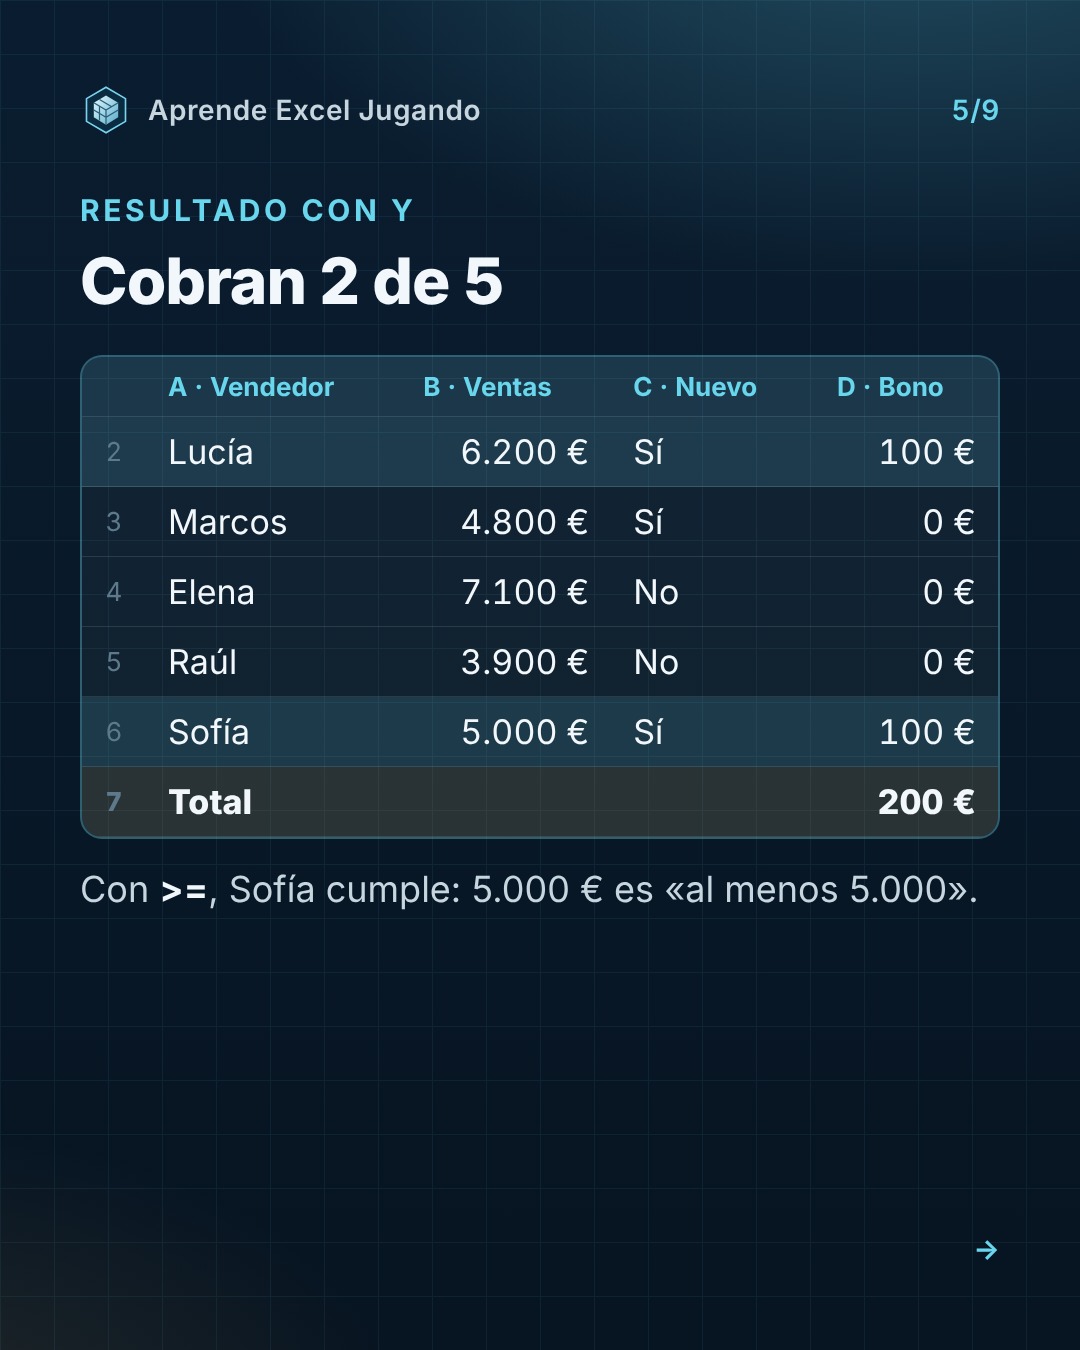 Aprende Excel Jugando
5/9
RESULTADO CON Y
Cobran 2 de 5
A · Vendedor B · Ventas C · Nuevo D · Bono
2 Lucía 6.200 € Sí 100 €
3 Marcos 4.800 € Sí 0 €
4 Elena 7.100 € No 0 €
5 Raúl 3.900 € No 0 €
6 Sofía 5.000 € Sí 100 €
7 Total 200 €
Con >=, Sofía cumple: 5.000 € es «al menos 5.000».
→